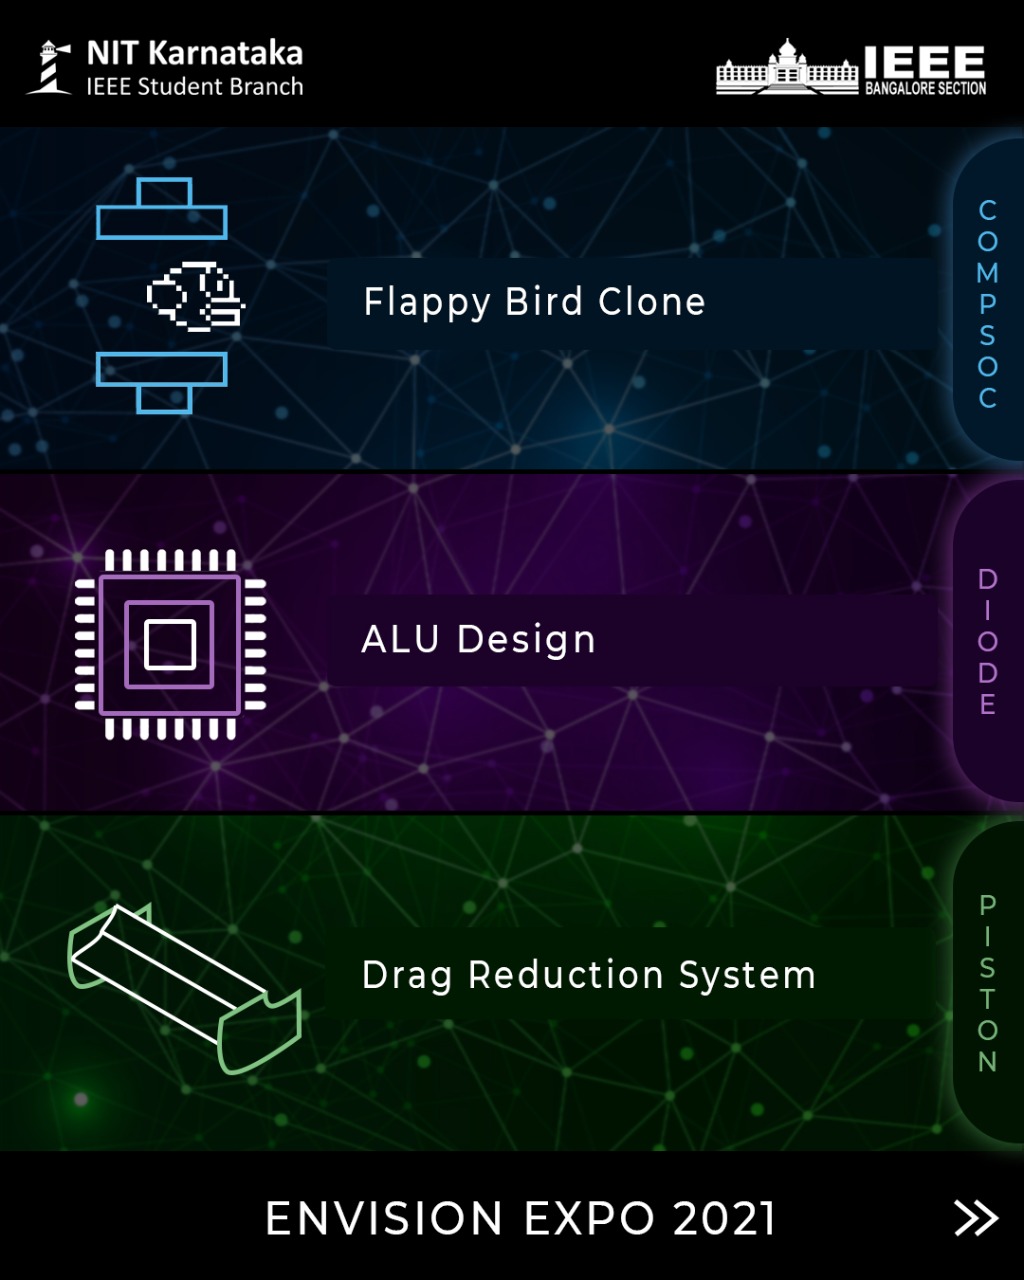 NIT Karnataka
IEEE Student Branch
IEEE
BANGALORE SECTION
Flappy Bird Clone
COMPSOC
ALU Design
DIODE
Drag Reduction System
PISTON
ENVISION EXPO 2021